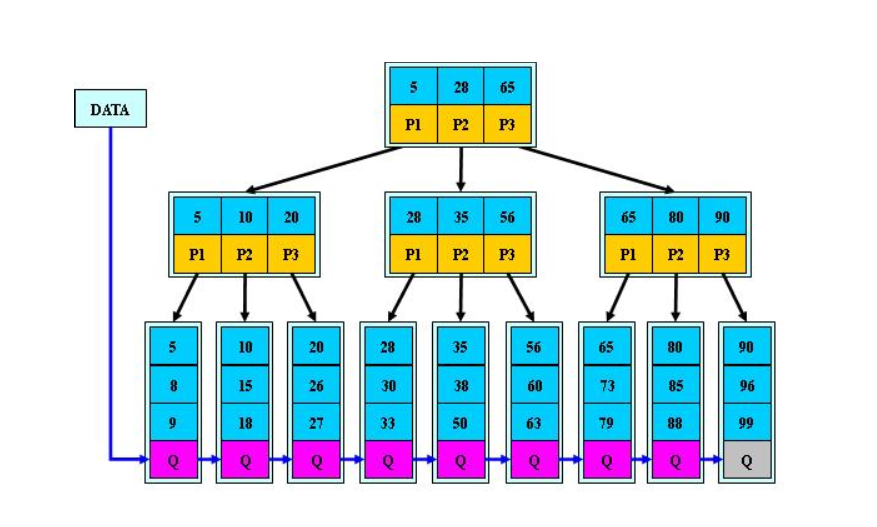 5 28 65
DATA
P1 P2 P3
5 10 20 28 35 56 65 80 90
P1 P2 P3 P1 P2 P3 P1 P2 P3
5 10 20 28 35 56 65 80 90
8 15 26 30 38 60 73 85 96
9 18 27 33 50 63 79 88 99
Q Q Q Q Q Q Q Q Q